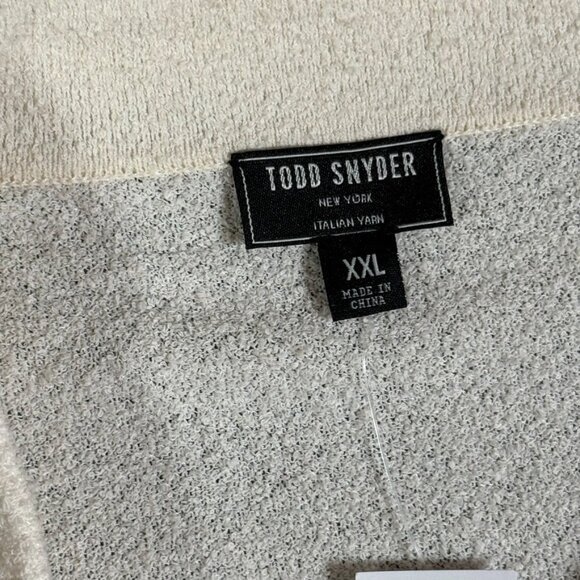 TODD SNYDER
NEW YORK
ITALIAN YARN
XXL
MADE IN
CHINA